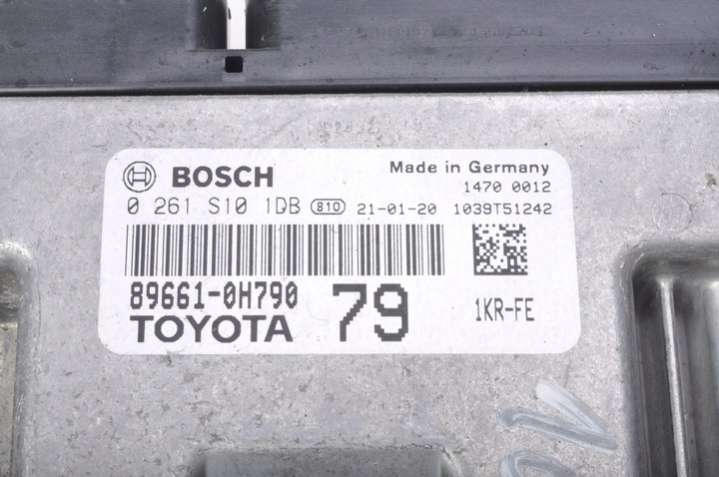 BOSCH Made in Germany
1470 0012
0 261 S10 1DB 810 21-01-20 1039T51242
89661-0H790
TOYOTA 79 1KR-FE